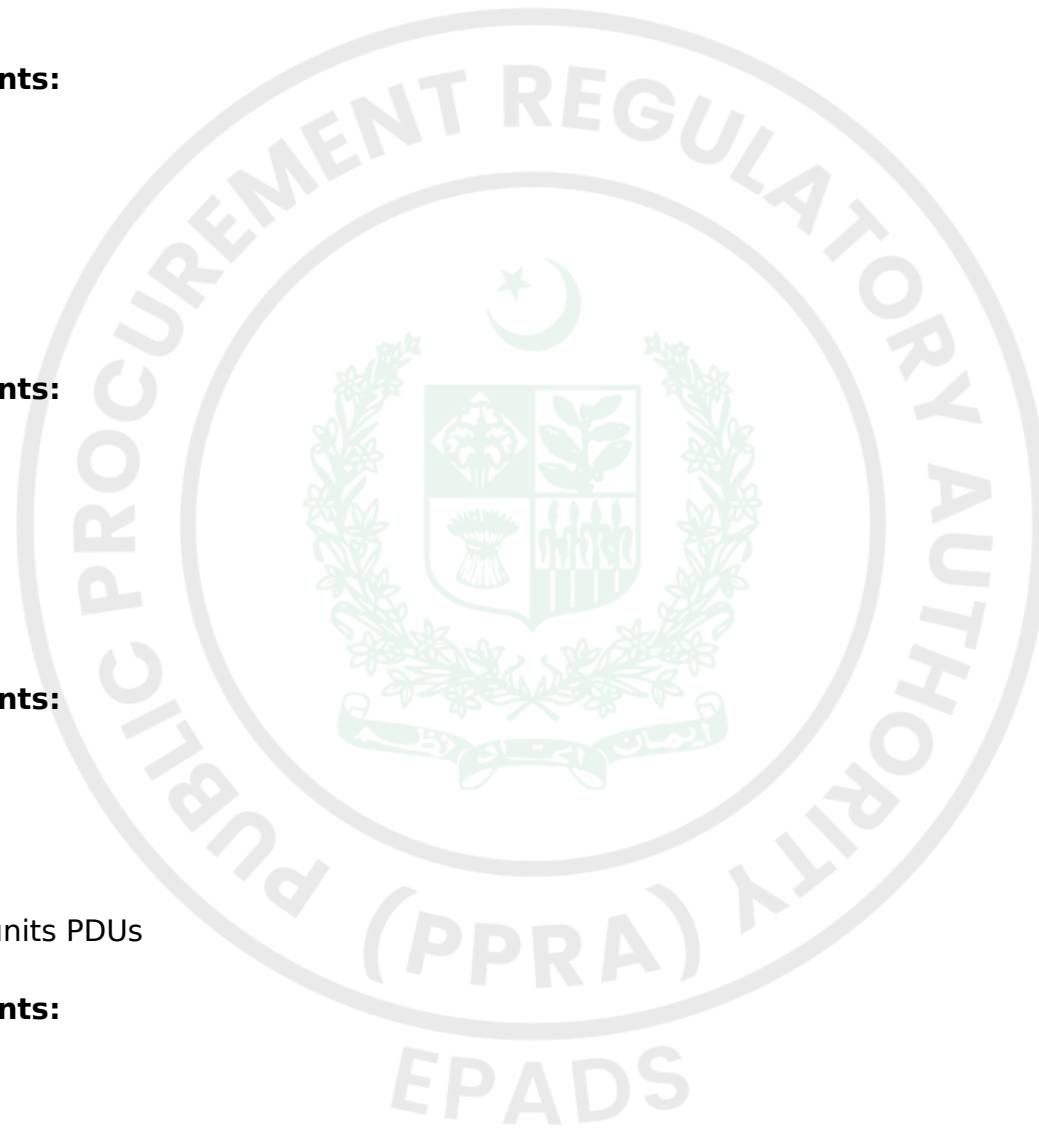 nts:
nts:
nts:
nits PDUs
nts:
PUBLIC PROCUREMENT REGULATORY AUTHORITY
(PPRA)
EPADS